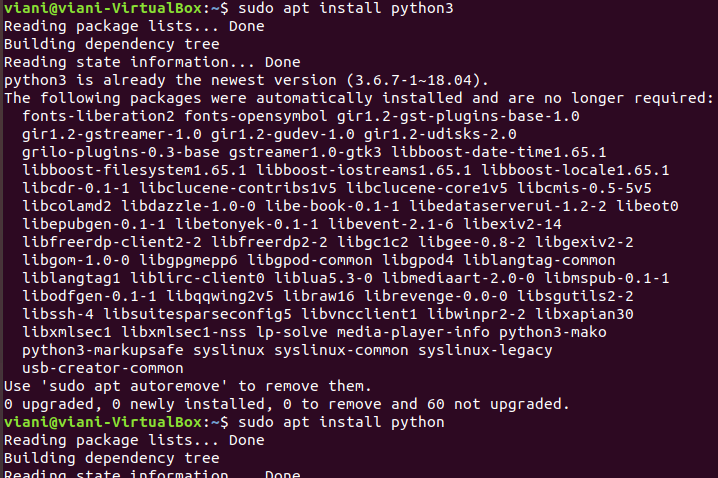 viani@viani-VirtualBox:~$ sudo apt install python3
Reading package lists... Done
Building dependency tree
Reading state information... Done
python3 is already the newest version (3.6.7-1~18.04).
The following packages were automatically installed and are no longer required:
  fonts-liberation2 fonts-opensymbol gir1.2-gst-plugins-base-1.0
  gir1.2-gstreamer-1.0 gir1.2-gudev-1.0 gir1.2-udisks-2.0
  grilo-plugins-0.3-base gstreamer1.0-gtk3 libboost-date-time1.65.1
  libboost-filesystem1.65.1 libboost-iostreams1.65.1 libboost-locale1.65.1
  libcdr-0.1-1 libclucene-contribs1v5 libclucene-core1v5 libcmis-0.5-5v5
  libcolamd2 libdazzle-1.0-0 libe-book-0.1-1 libedataserverui-1.2-2 libeot0
  libepubgen-0.1-1 libetonyek-0.1-1 libevent-2.1-6 libexiv2-14
  libfreerdp-client2-2 libfreerdp2-2 libgc1c2 libgee-0.8-2 libgexiv2-2
  libgom-1.0-0 libgpgmepp6 libgpod-common libgpod4 liblangtag-common
  liblangtag1 liblirc-client0 liblua5.3-0 libmediaart-2.0-0 libmspub-0.1-1
  libodfgen-0.1-1 libqqwing2v5 libraw16 librevenge-0.0-0 libsgutils2-2
  libssh-4 libsuitesparseconfig5 libvncclient1 libwinpr2-2 libxapian30
  libxmlsec1 libxmlsec1-nss lp-solve media-player-info python3-mako
  python3-markupsafe syslinux syslinux-common syslinux-legacy
  usb-creator-common
Use 'sudo apt autoremove' to remove them.
0 upgraded, 0 newly installed, 0 to remove and 60 not upgraded.
viani@viani-VirtualBox:~$ sudo apt install python
Reading package lists... Done
Building dependency tree
Reading state information... Done